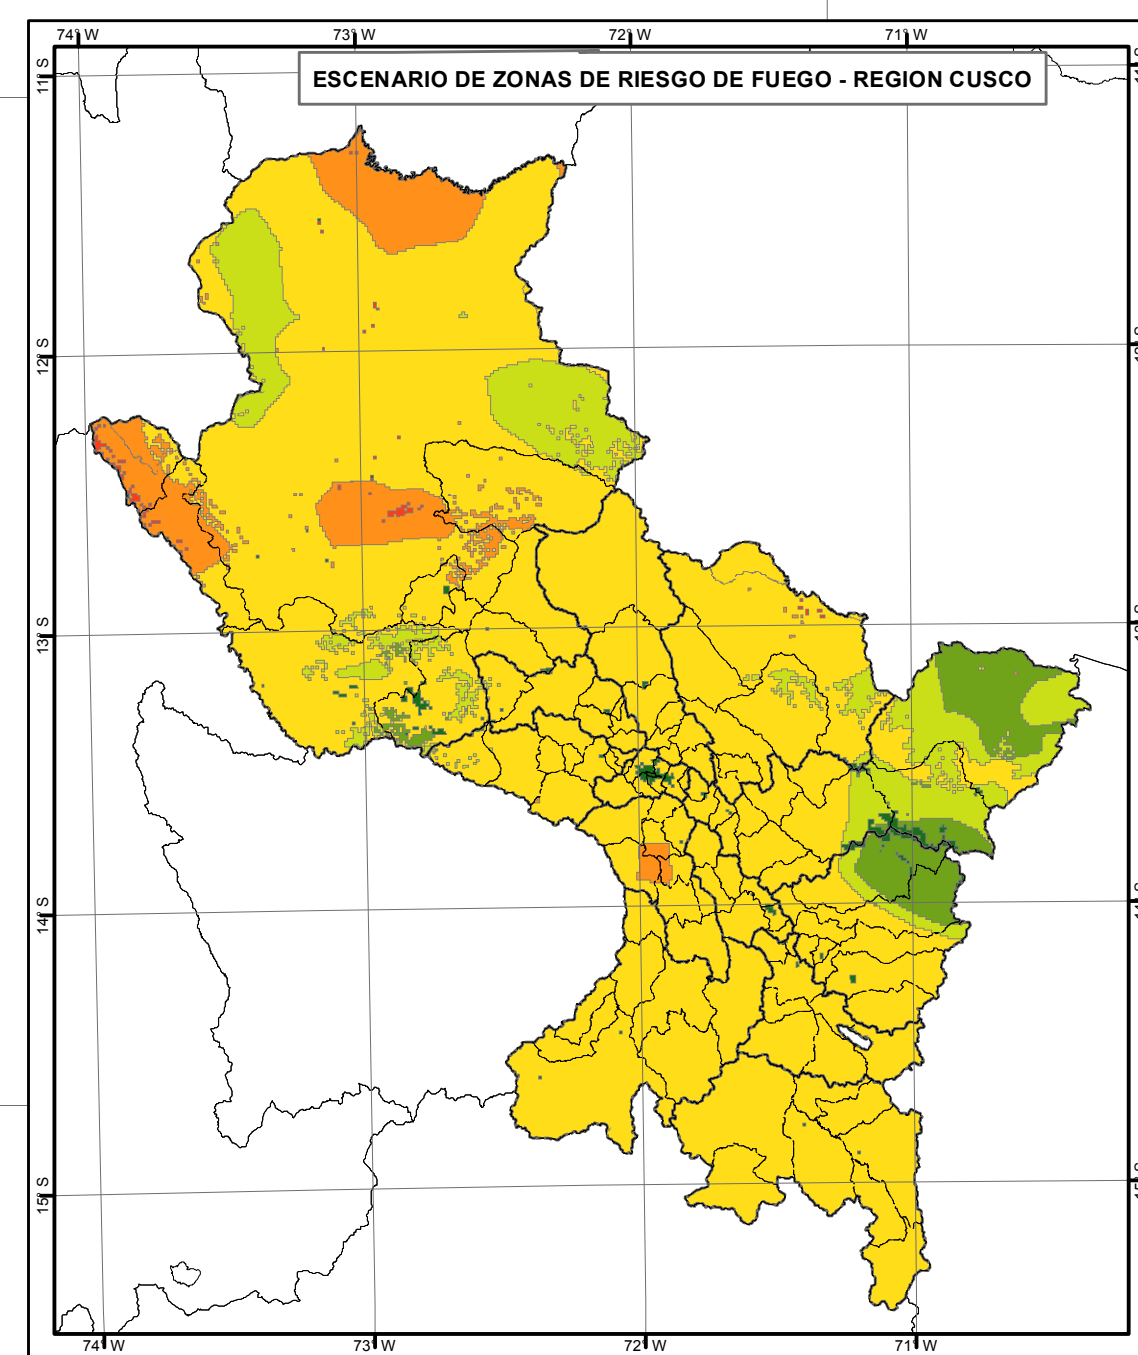 74°W 73°W 72°W 71°W
ESCENARIO DE ZONAS DE RIESGO DE FUEGO - REGION CUSCO
11°S
12°S
13°S
14°S
15°S
74°W 73°W 72°W 71°W